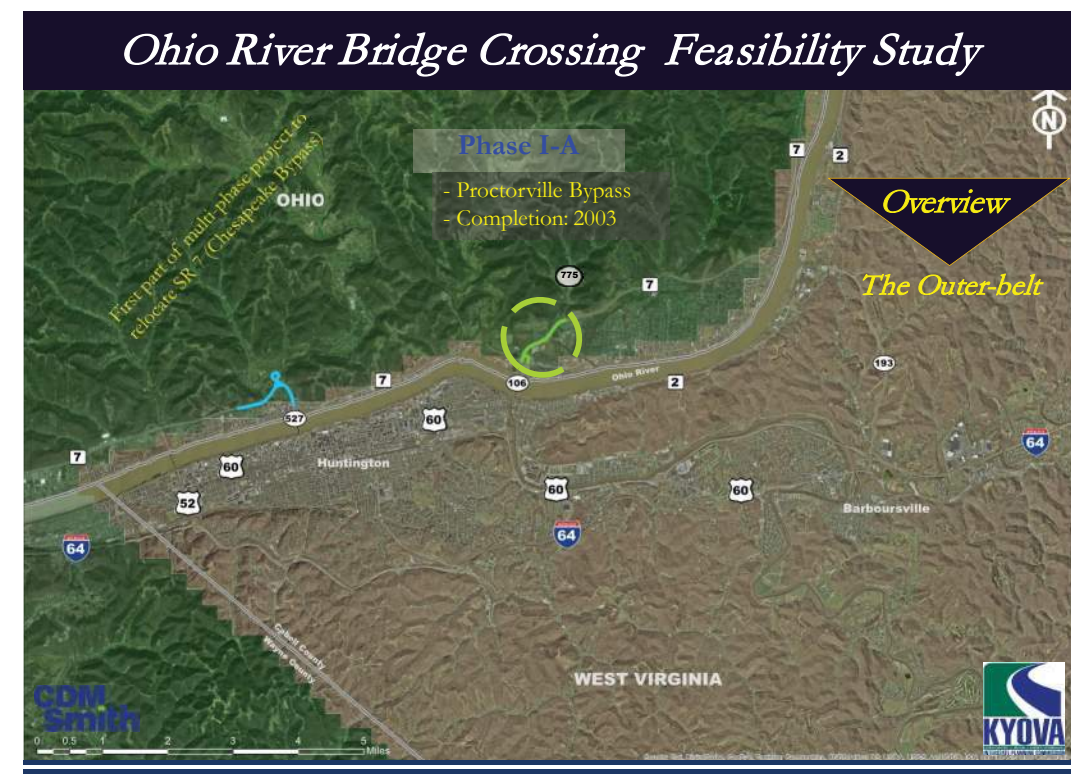 Ohio River Bridge Crossing Feasibility Study
N
First part of multi-phase project to
relocate SR 7 (Chesapeake Bypass)
OHIO
Phase I-A
- Proctorville Bypass
- Completion: 2003
7
2
Overview
The Outer-belt
775
7
193
7
106
Ohio River
2
527
60
64
7
60
Huntington
52
60
60
Barboursville
64
64
Cabell County
Wayne County
WEST VIRGINIA
CDM
Smith
0 0.5 1 2 3 4 5
Miles
KYOVA
INTERSTATE PLANNING COMMISSION